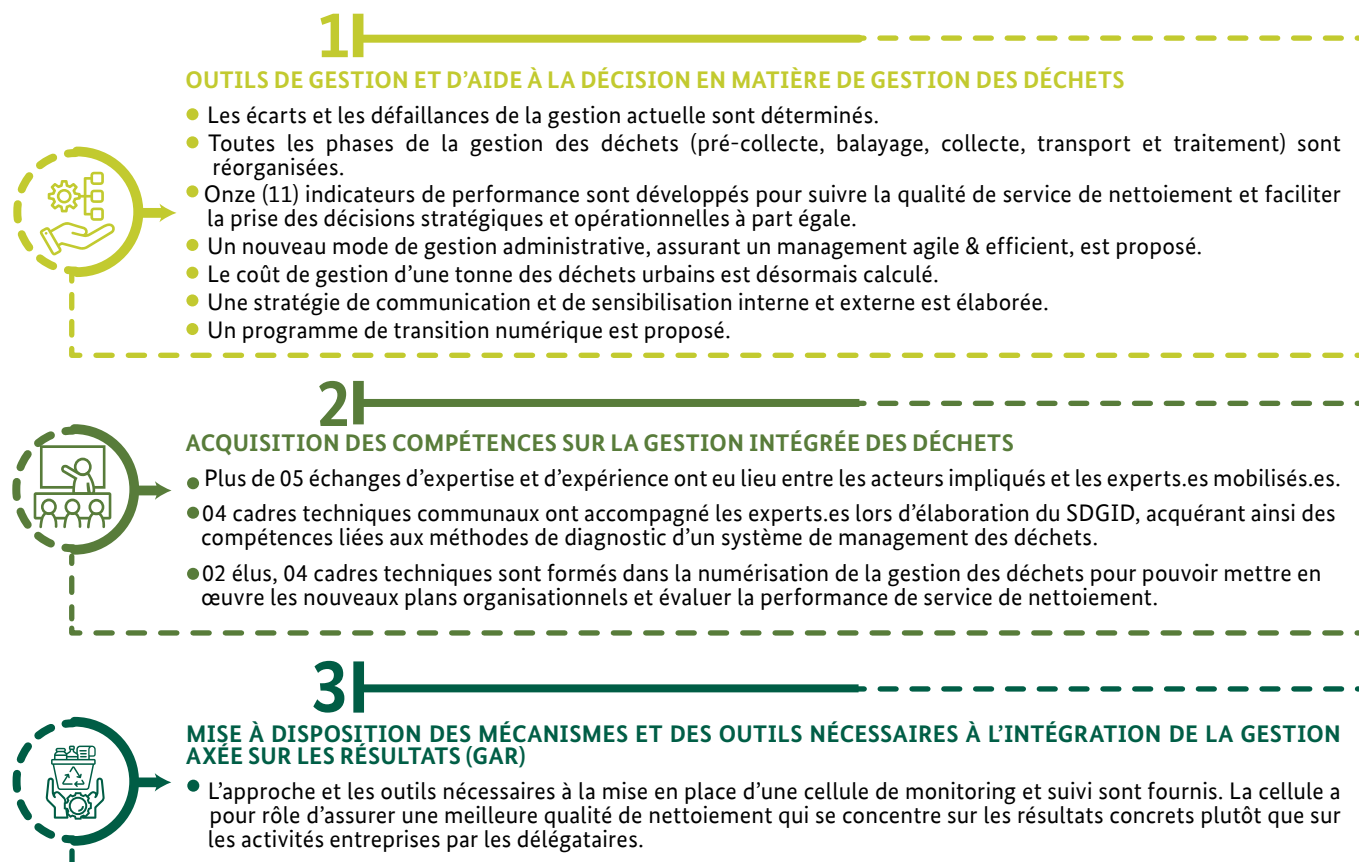 1
OUTILS DE GESTION ET D'AIDE À LA DÉCISION EN MATIÈRE DE GESTION DES DÉCHETS
• Les écarts et les défaillances de la gestion actuelle sont déterminés.
• Toutes les phases de la gestion des déchets (pré-collecte, balayage, collecte, transport et traitement) sont
réorganisées.
• Onze (11) indicateurs de performance sont développés pour suivre la qualité de service de nettoiement et faciliter
la prise des décisions stratégiques et opérationnelles à part égale.
• Un nouveau mode de gestion administrative, assurant un management agile & efficient, est proposé.
• Le coût de gestion d'une tonne des déchets urbains est désormais calculé.
• Une stratégie de communication et de sensibilisation interne et externe est élaborée.
• Un programme de transition numérique est proposé.
2
ACQUISITION DES COMPÉTENCES SUR LA GESTION INTÉGRÉE DES DÉCHETS
• Plus de 05 échanges d'expertise et d'expérience ont eu lieu entre les acteurs impliqués et les experts.es mobilisés.es.
• 04 cadres techniques communaux ont accompagné les experts.es lors d'élaboration du SDGID, acquérant ainsi des
compétences liées aux méthodes de diagnostic d'un système de management des déchets.
• 02 élus, 04 cadres techniques sont formés dans la numérisation de la gestion des déchets pour pouvoir mettre en
œuvre les nouveaux plans organisationnels et évaluer la performance de service de nettoiement.
3
MISE À DISPOSITION DES MÉCANISMES ET DES OUTILS NÉCESSAIRES À L'INTÉGRATION DE LA GESTION
AXÉE SUR LES RÉSULTATS (GAR)
• L'approche et les outils nécessaires à la mise en place d'une cellule de monitoring et suivi sont fournis. La cellule a
pour rôle d'assurer une meilleure qualité de nettoiement qui se concentre sur les résultats concrets plutôt que sur
les activités entreprises par les délégataires.